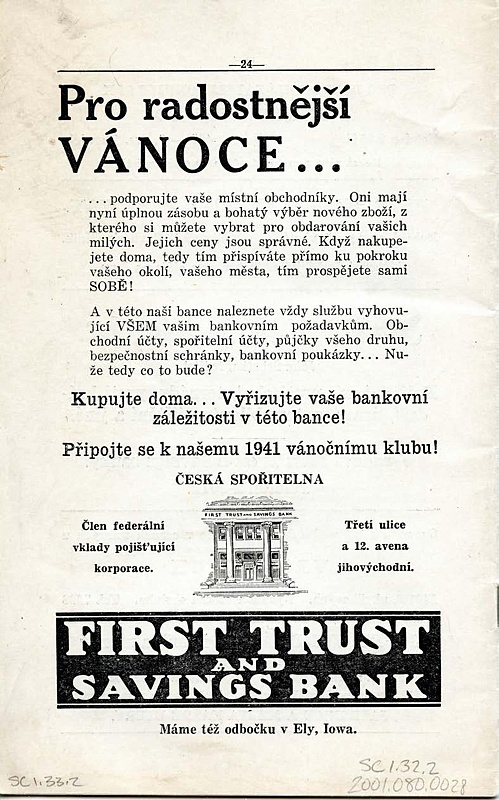 —24—
Pro radostnější
VÁNOCE...
...podporujte vaše místní obchodníky. Oni mají
nyní úplnou zásobu a bohatý výběr nového zboží, z
kterého si můžete vybrat pro obdarování vašich
milých. Jejich ceny jsou správné. Když nakupu-
jete doma, tedy tím přispíváte přímo ku pokroku
vašeho okolí, vašeho města, tím prospějete sami
SOBĚ!
A v této naši bance naleznete vždy službu vyhovu-
jící VŠEM vašim bankovním požadavkům. Ob-
chodní účty, spořitelní účty, půjčky všeho druhu,
bezpečnostní schránky, bankovní poukázky... Nu-
že tedy co to bude?
Kupujte doma... Vyřizujte vaše bankovní
záležitosti v této bance!
Připojte se k našemu 1941 vánočnímu klubu!
ČESKÁ SPOŘITELNA
FIRST TRUST AND SAVINGS BANK
Člen federální
vklady pojišťující
korporace.
Třetí ulice
a 12. avena
jihovýchodní.
FIRST TRUST
AND
SAVINGS BANK
Máme též odbočku v Ely, Iowa.
SC1.33.2
SC1.32.2
2001.080.0028